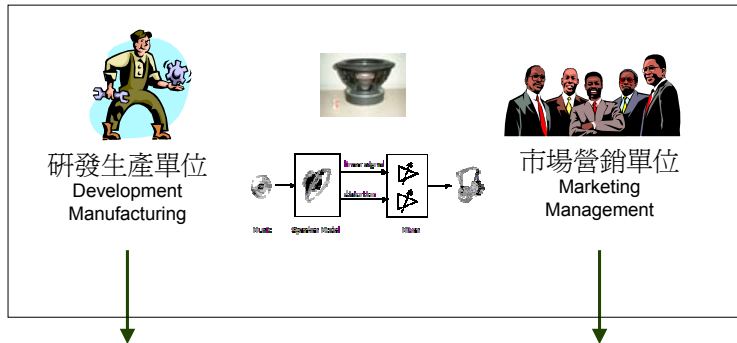 研發生產單位
Development
Manufacturing
市場營銷單位
Marketing
Management
linear signal
distortion
Music
Speaker Model
Mixer